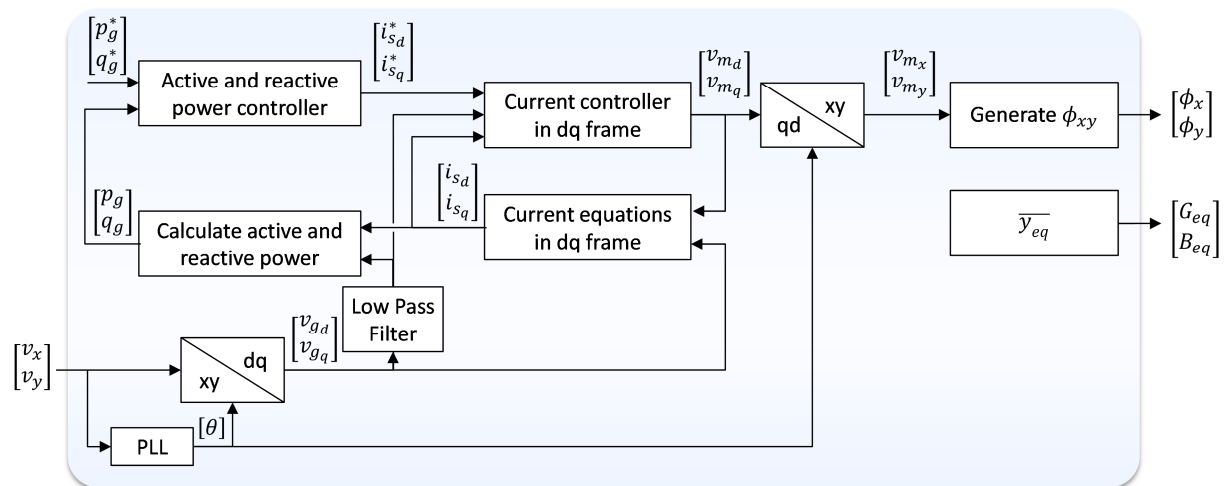 [p_g^* q_g^*]
[i_{s_d}^* i_{s_q}^*]
Active and reactive
power controller
Current controller
in dq frame
[v_{m_d} v_{m_q}]
qd
xy
[v_{m_x} v_{m_y}]
Generate ϕ_{xy}
[ϕ_x ϕ_y]
[p_g q_g]
Calculate active and
reactive power
[i_{s_d} i_{s_q}]
Current equations
in dq frame
\overline{y_{eq}}
[G_{eq} B_{eq}]
Low Pass
Filter
[v_{g_d} v_{g_q}]
[v_x v_y]
xy
dq
[θ]
PLL